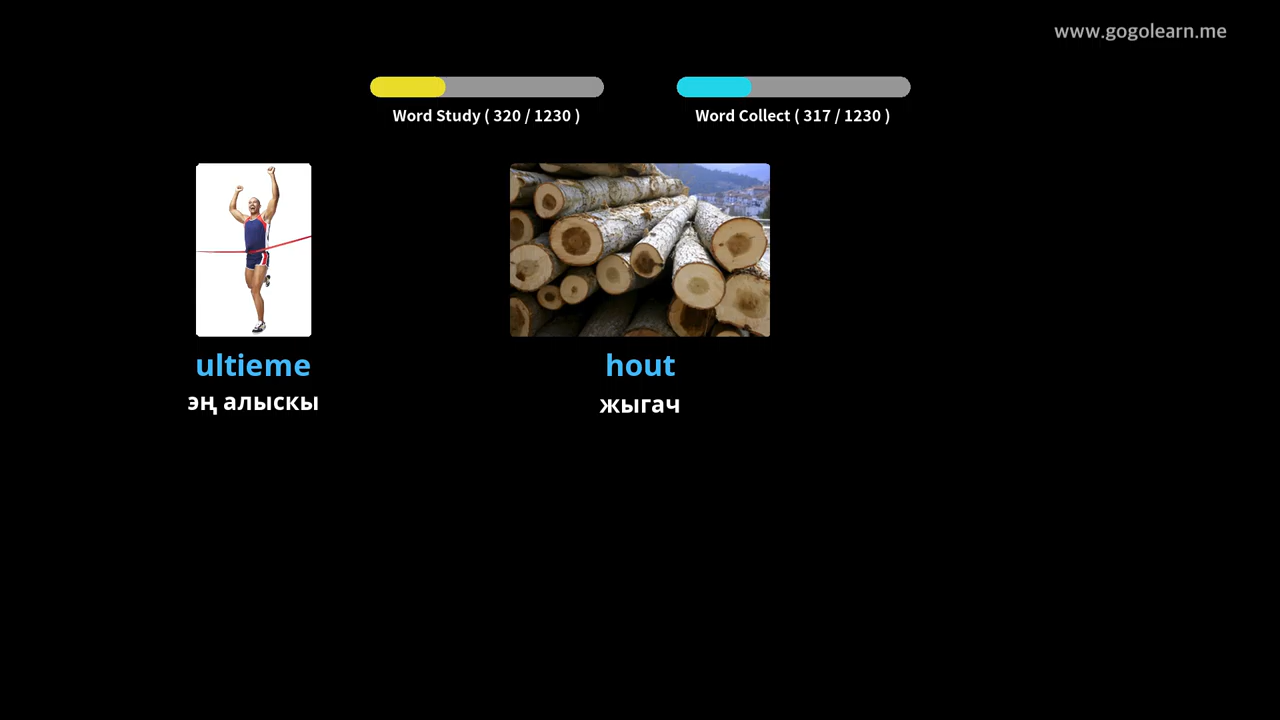 www.gogolearn.me
Word Study ( 320 / 1230 )
Word Collect ( 317 / 1230 )
ultieme
эң алыскы
hout
жыгач